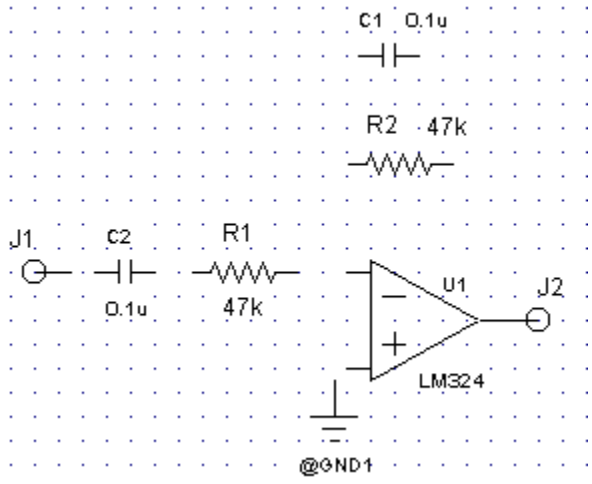 C1 0.1u
R2 47k
J1 C2 R1 U1 J2
0.1u 47k
LM324
@GND1